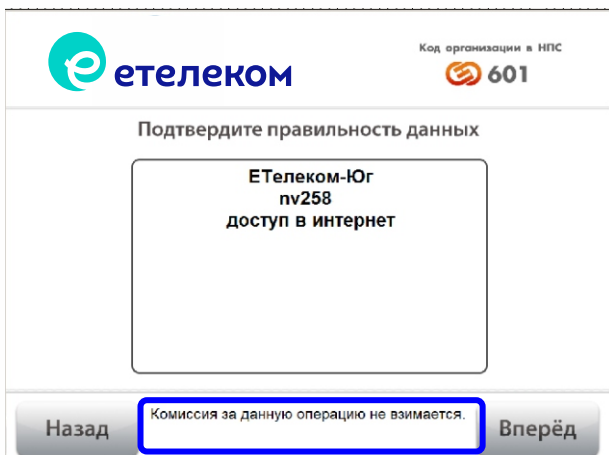 етелеком
Код организации в НПС
601
Подтвердите правильность данных
ЕТелеком-Юг
nv258
доступ в интернет
Назад
Комиссия за данную операцию не взимается.
Вперёд